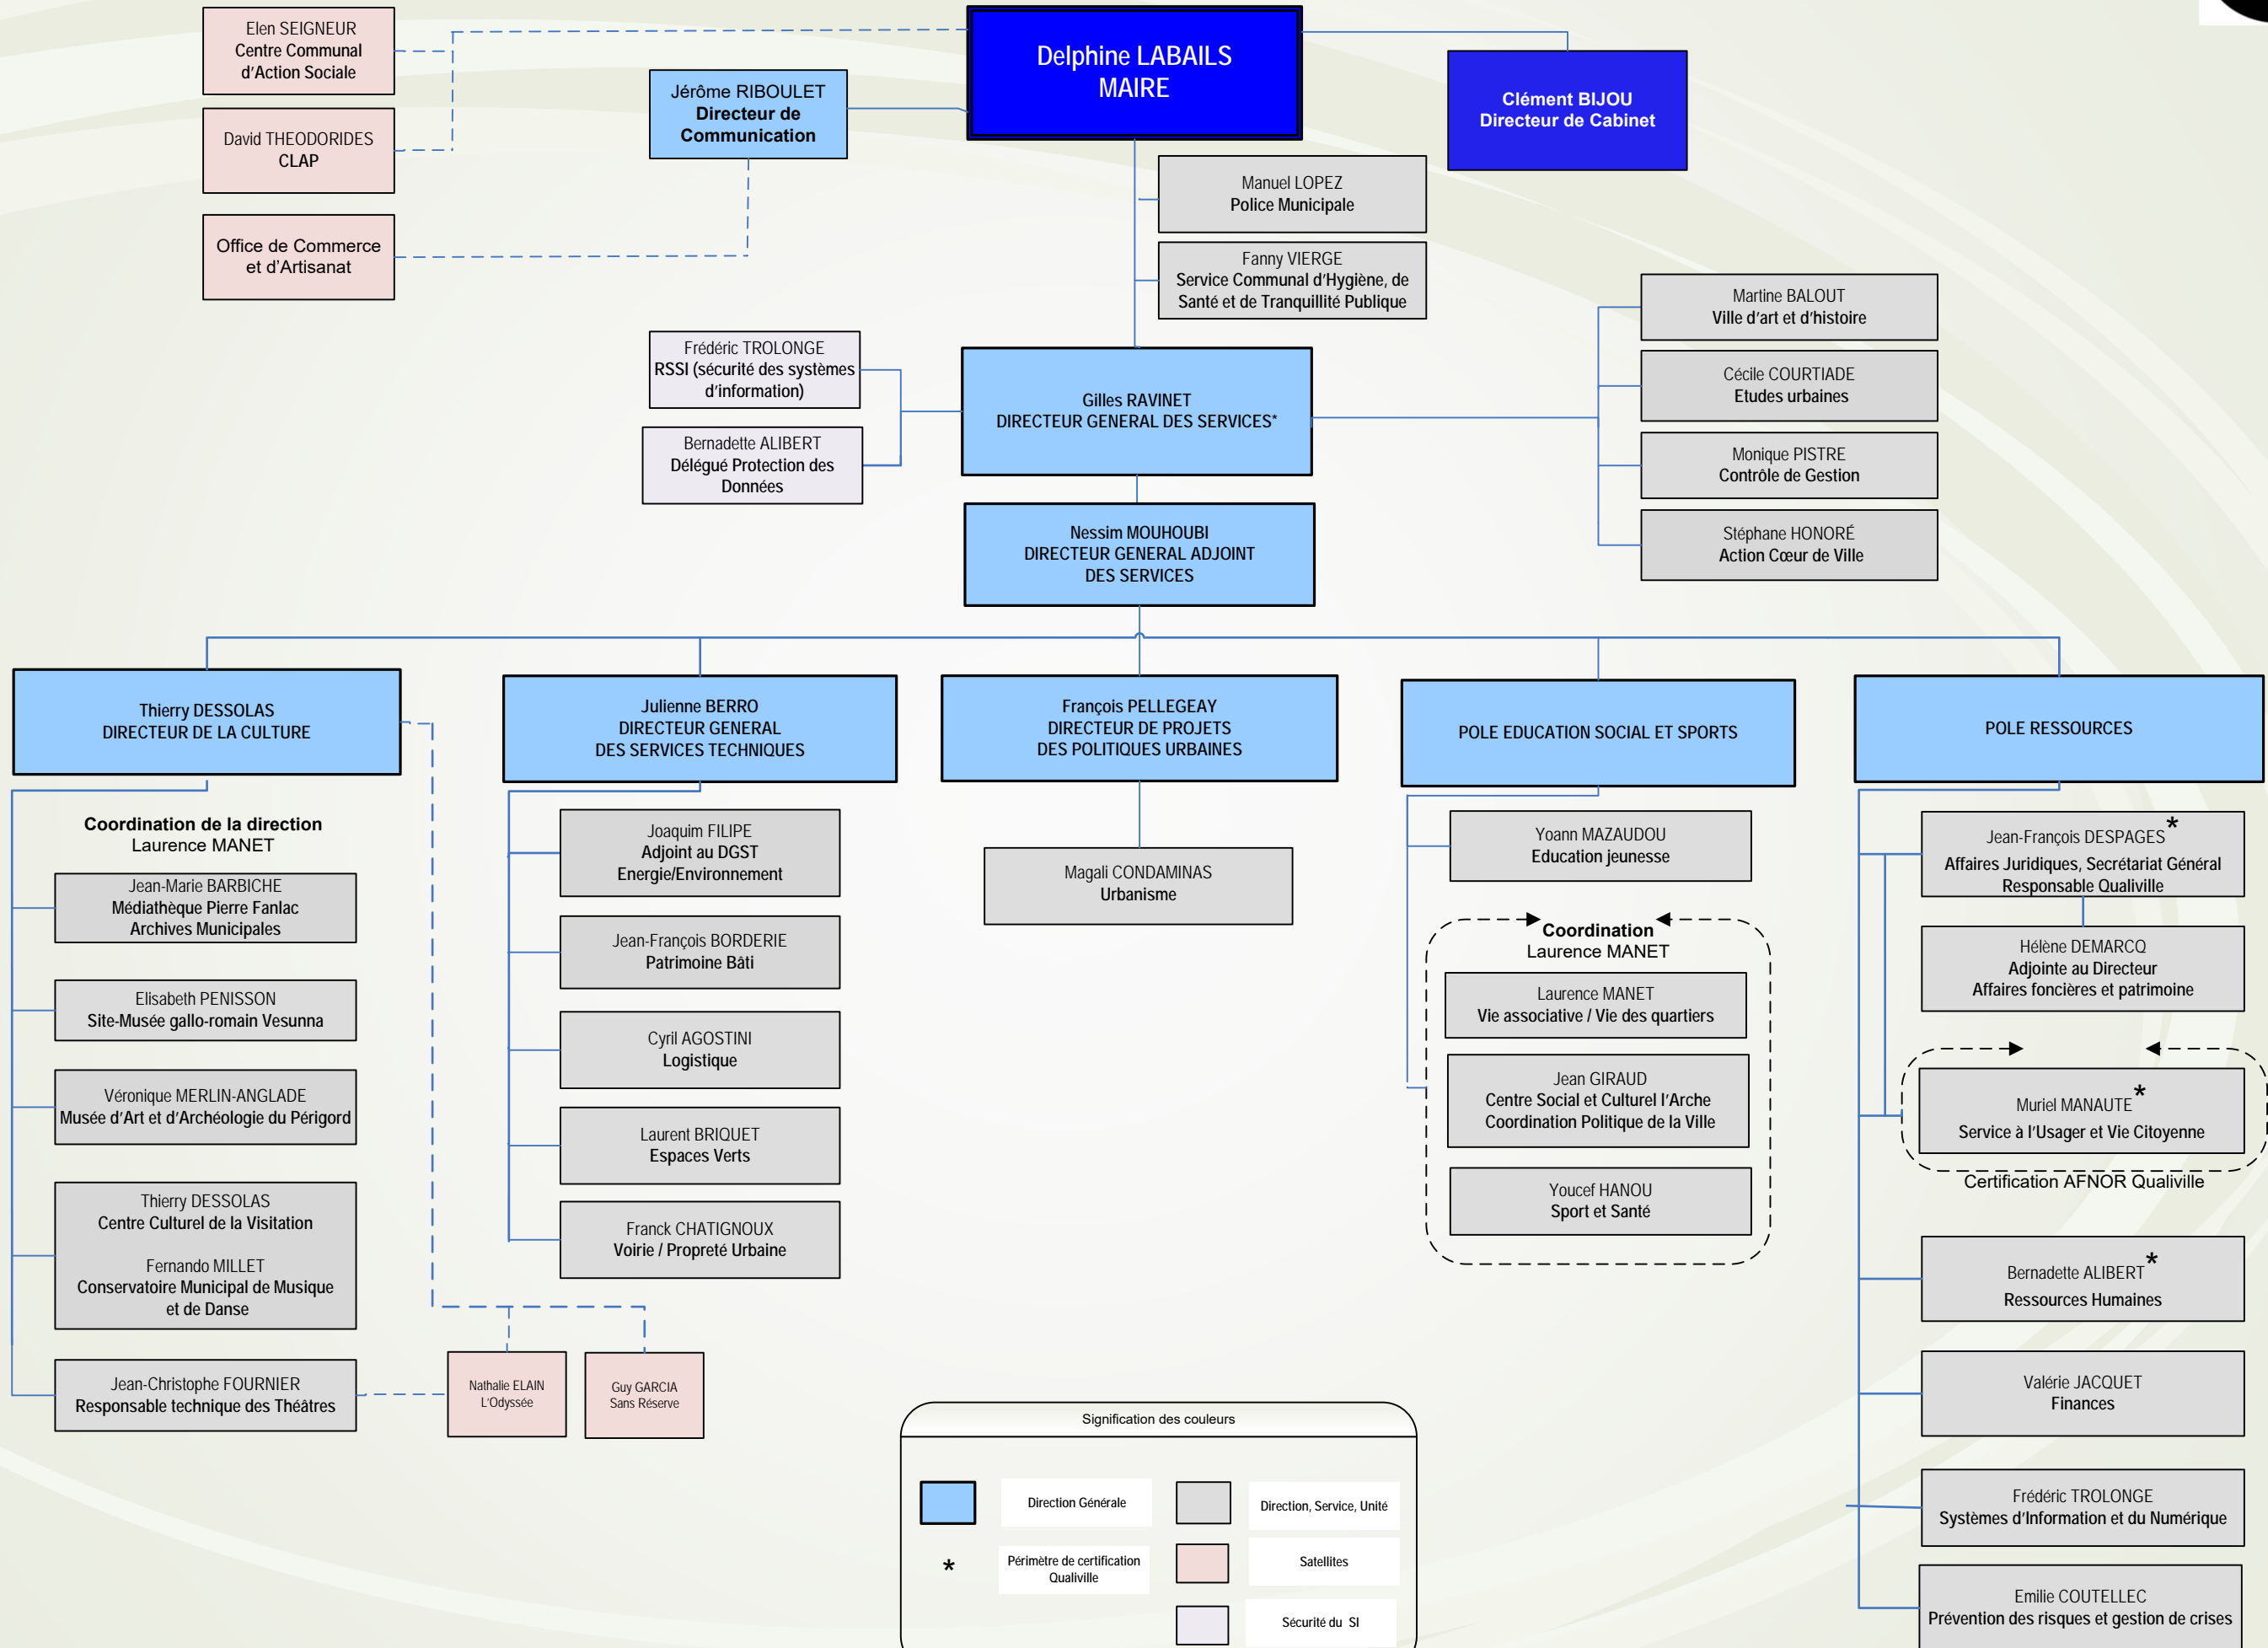 Elen SEIGNEUR
Centre Communal
d'Action Sociale
David THEODORIDES
CLAP
Office de Commerce
et d'Artisanat
Jérôme RIBOULET
Directeur de
Communication
Delphine LABAILS
MAIRE
Clément BIJOU
Directeur de Cabinet
Manuel LOPEZ
Police Municipale
Fanny VIERGE
Service Communal d'Hygiène, de
Santé et de Tranquillité Publique
Frédéric TROLONGE
RSSI (sécurité des systèmes
d'information)
Bernadette ALIBERT
Délégué Protection des
Données
Gilles RAVINET
DIRECTEUR GENERAL DES SERVICES*
Martine BALOUT
Ville d'art et d'histoire
Cécile COURTIADE
Etudes urbaines
Monique PISTRE
Contrôle de Gestion
Stéphane HONORÉ
Action Cœur de Ville
Nessim MOUHOUBI
DIRECTEUR GENERAL ADJOINT
DES SERVICES
Thierry DESSOLAS
DIRECTEUR DE LA CULTURE
Coordination de la direction
Laurence MANET
Jean-Marie BARBICHE
Médiathèque Pierre Fanlac
Archives Municipales
Elisabeth PENISSON
Site-Musée gallo-romain Vesunna
Véronique MERLIN-ANGLADE
Musée d'Art et d'Archéologie du Périgord
Thierry DESSOLAS
Centre Culturel de la Visitation
Fernando MILLET
Conservatoire Municipal de Musique
et de Danse
Jean-Christophe FOURNIER
Responsable technique des Théâtres
Nathalie ELAIN
L'Odyssée
Guy GARCIA
Sans Réserve
Julienne BERRO
DIRECTEUR GENERAL
DES SERVICES TECHNIQUES
Joaquim FILIPE
Adjoint au DGST
Energie/Environnement
Jean-François BORDERIE
Patrimoine Bâti
Cyril AGOSTINI
Logistique
Laurent BRIQUET
Espaces Verts
Franck CHATIGNOUX
Voirie / Propreté Urbaine
François PELLEGEAY
DIRECTEUR DE PROJETS
DES POLITIQUES URBAINES
Magali CONDAMINAS
Urbanisme
POLE EDUCATION SOCIAL ET SPORTS
Yoann MAZAUDOU
Education jeunesse
Coordination
Laurence MANET
Laurence MANET
Vie associative / Vie des quartiers
Jean GIRAUD
Centre Social et Culturel l'Arche
Coordination Politique de la Ville
Youcef HANOU
Sport et Santé
POLE RESSOURCES
Jean-François DESPAGES*
Affaires Juridiques, Secrétariat Général
Responsable Qualiville
Hélène DEMARCQ
Adjointe au Directeur
Affaires foncières et patrimoine
Muriel MANAUTE*
Service à l'Usager et Vie Citoyenne
Certification AFNOR Qualiville
Bernadette ALIBERT*
Ressources Humaines
Valérie JACQUET
Finances
Frédéric TROLONGE
Systèmes d'Information et du Numérique
Emilie COUTELLEC
Prévention des risques et gestion de crises
Signification des couleurs
Direction Générale
Direction, Service, Unité
*
Périmètre de certification
Qualiville
Satellites
Sécurité du SI